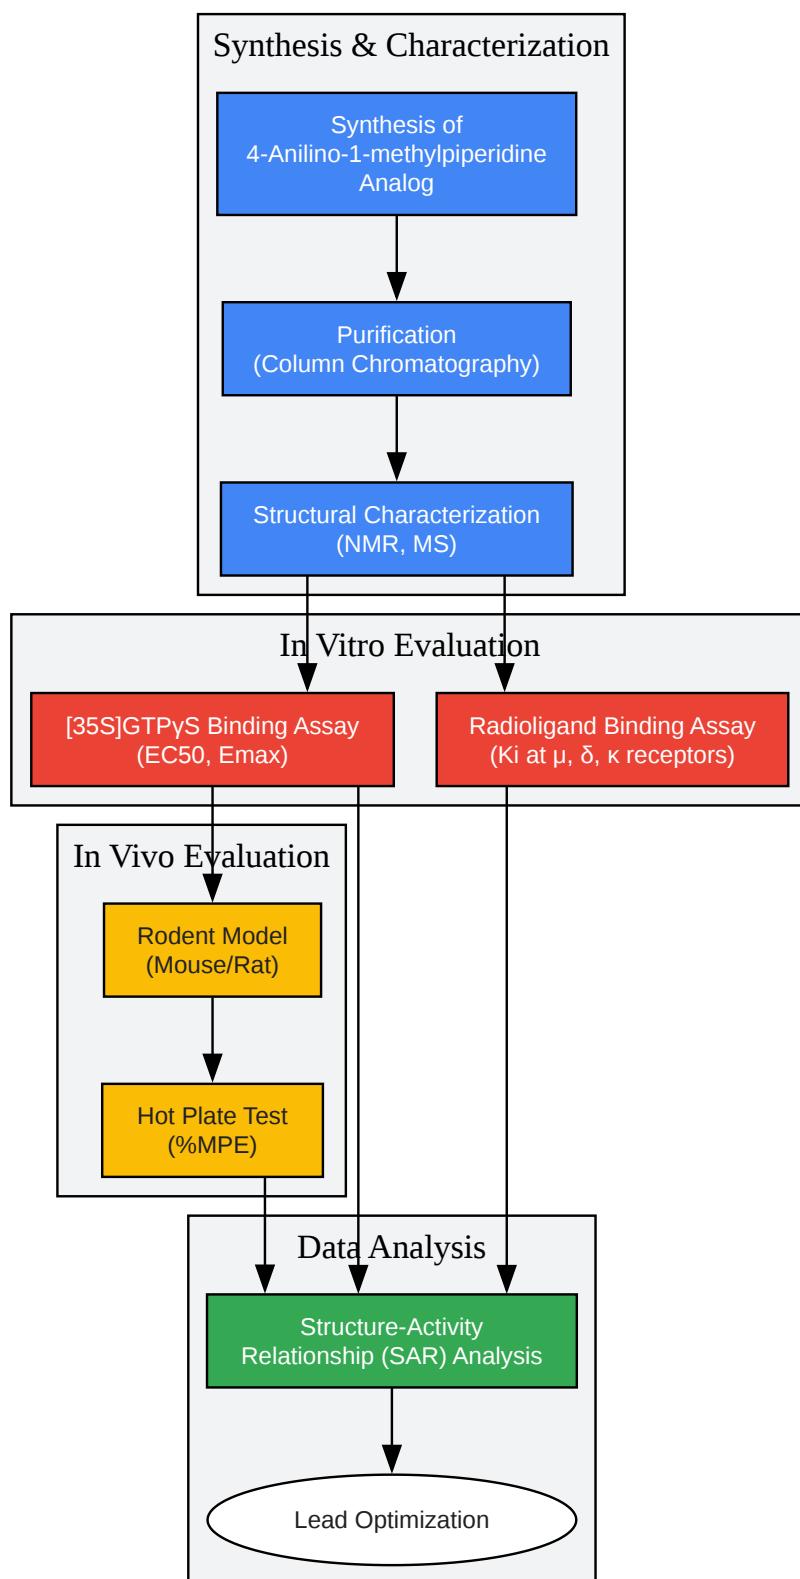 Synthesis & Characterization
Synthesis of
4-Anilino-1-methylpiperidine
Analog
Purification
(Column Chromatography)
Structural Characterization
(NMR, MS)
In Vitro Evaluation
[35S]GTPγS Binding Assay
(EC50, Emax)
Radioligand Binding Assay
(Ki at μ, δ, κ receptors)
In Vivo Evaluation
Rodent Model
(Mouse/Rat)
Hot Plate Test
(%MPE)
Data Analysis
Structure-Activity
Relationship (SAR) Analysis
Lead Optimization